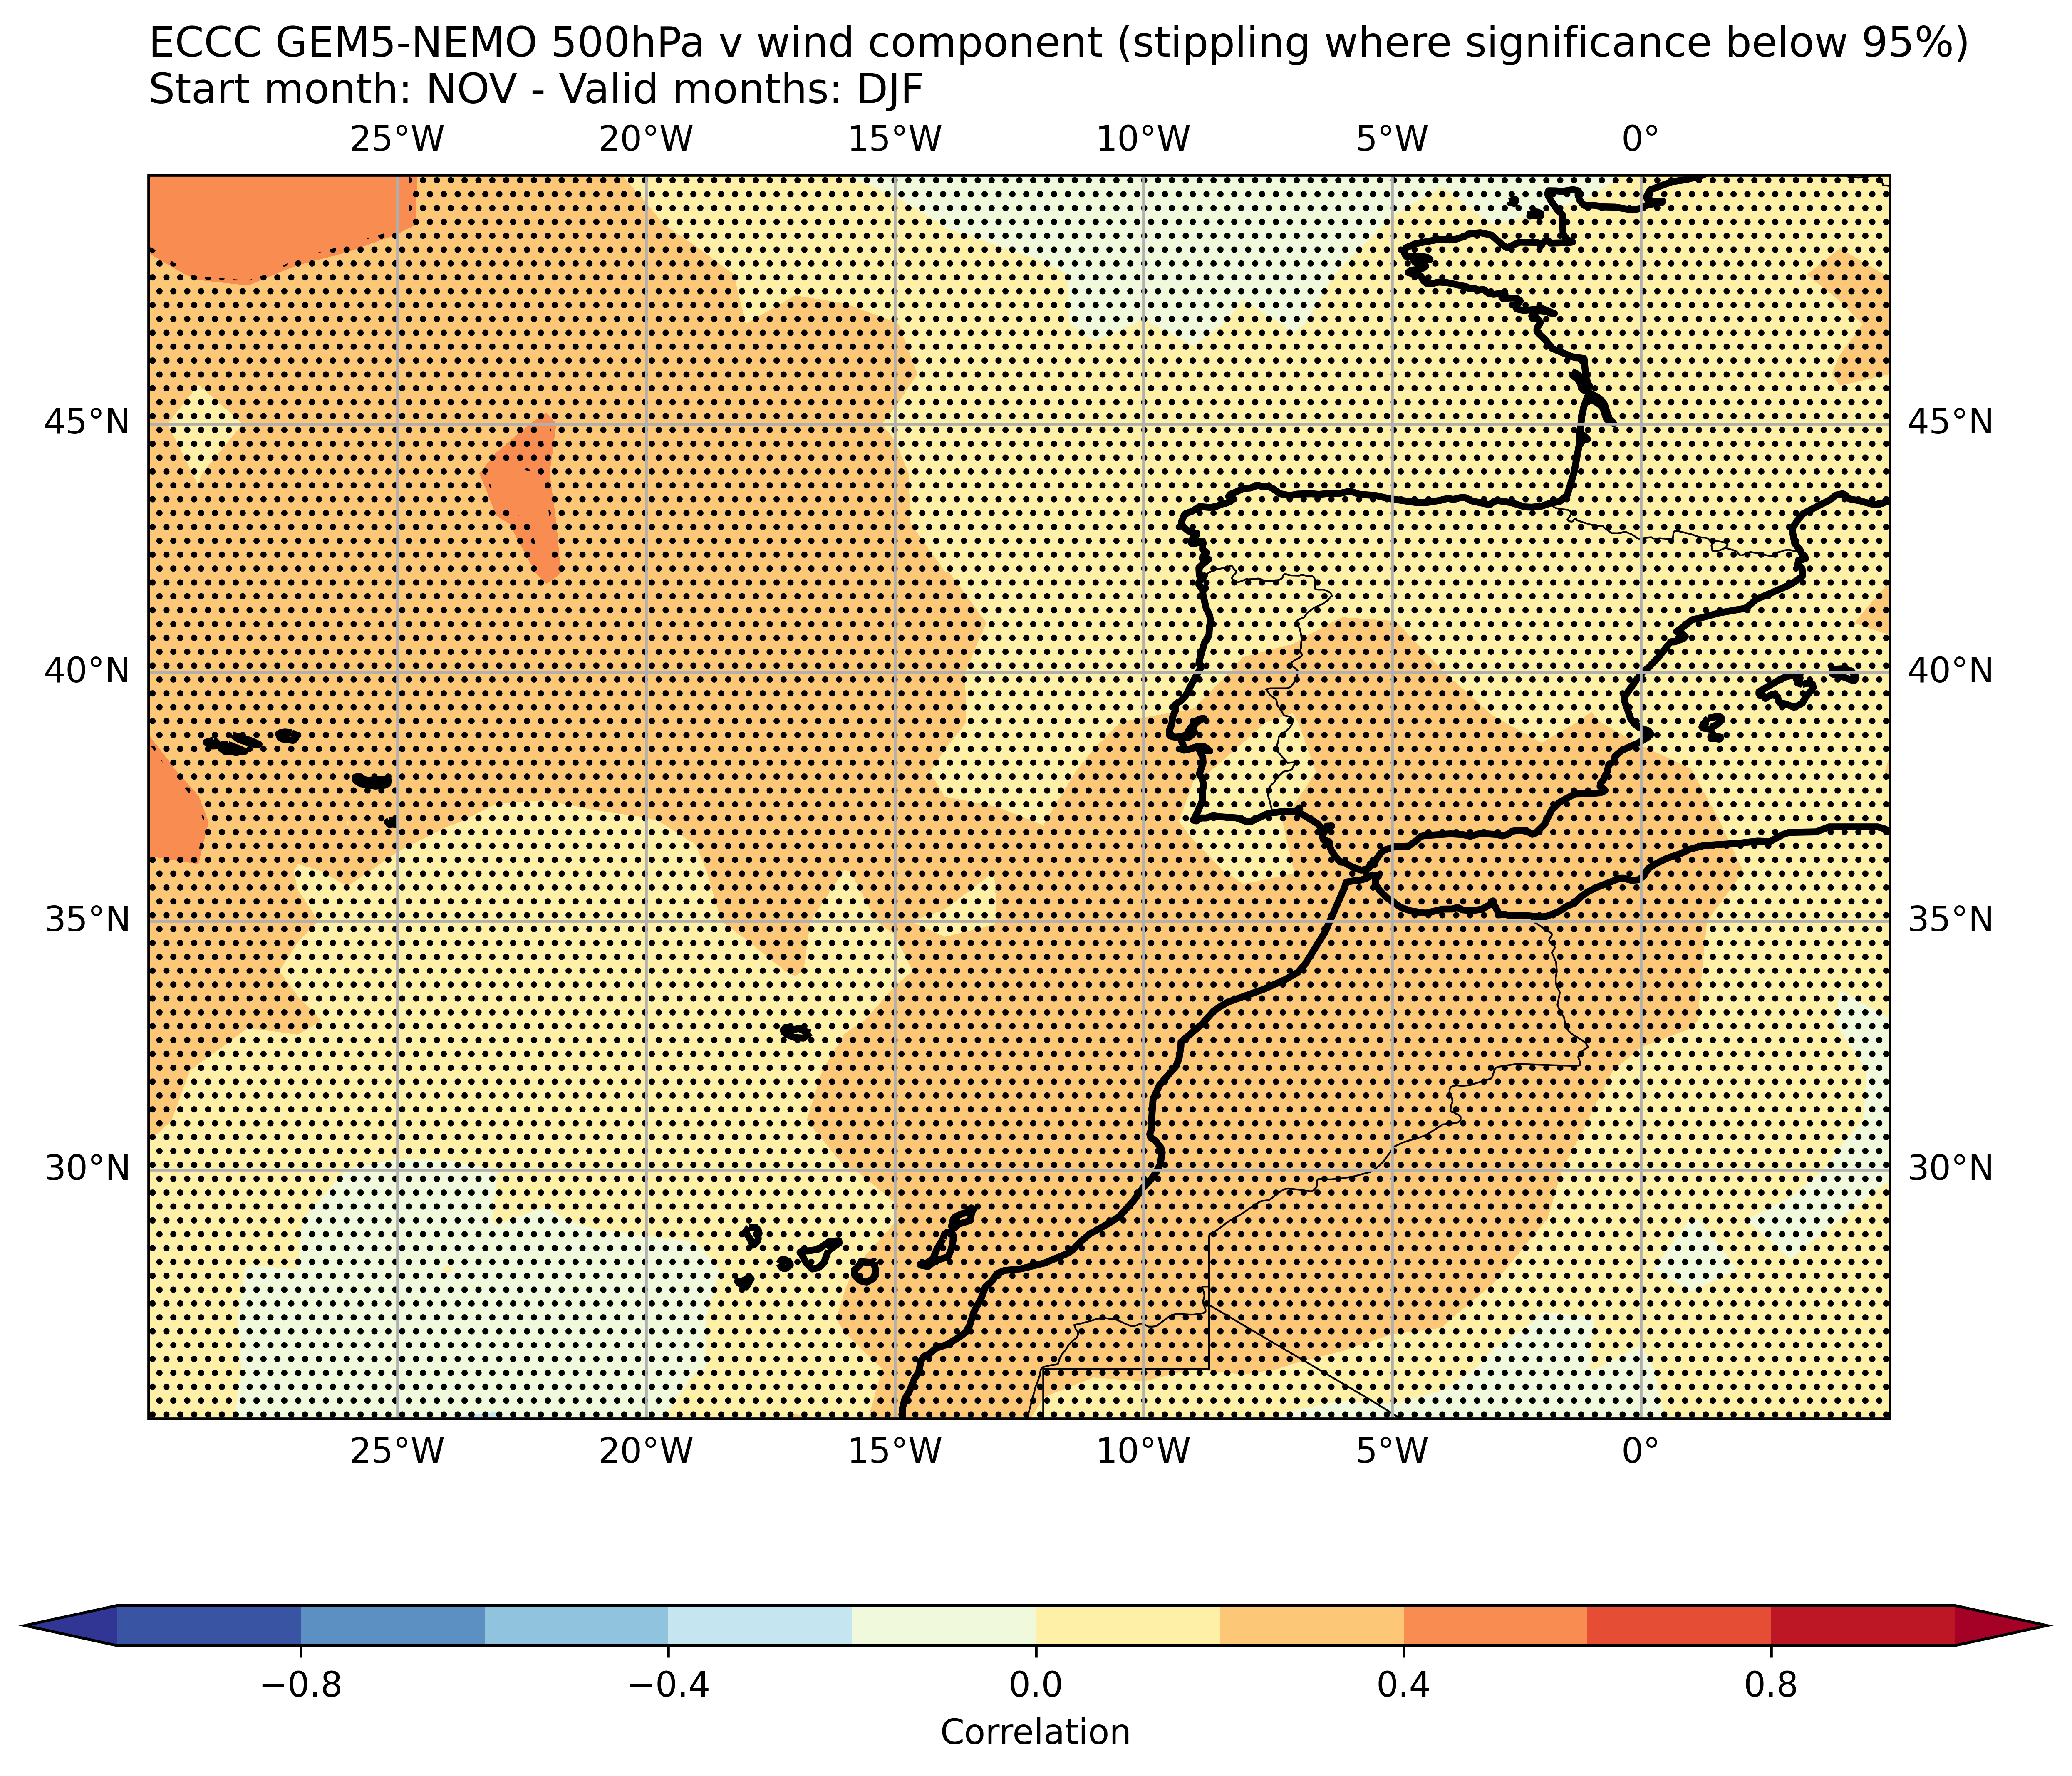 ECCC GEM5-NEMO 500hPa v wind component (stippling where significance below 95%)
Start month: NOV - Valid months: DJF
25°W 20°W 15°W 10°W 5°W 0°
45°N 45°N
40°N 40°N
35°N 35°N
30°N 30°N
25°W 20°W 15°W 10°W 5°W 0°
−0.8 −0.4 0.0 0.4 0.8
Correlation